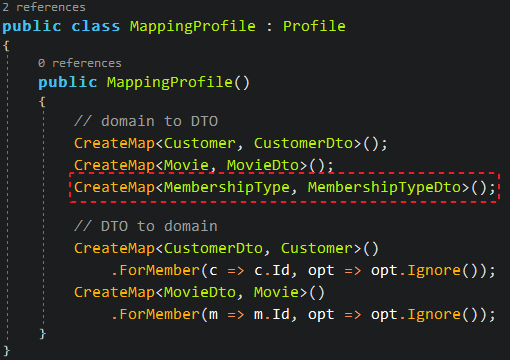 2 references
public class MappingProfile : Profile
{
    0 references
    public MappingProfile()
    {
        // domain to DTO
        CreateMap<Customer, CustomerDto>();
        CreateMap<Movie, MovieDto>();
        CreateMap<MembershipType, MembershipTypeDto>();
        // DTO to domain
        CreateMap<CustomerDto, Customer>()
            .ForMember(c => c.Id, opt => opt.Ignore());
        CreateMap<MovieDto, Movie>()
            .ForMember(m => m.Id, opt => opt.Ignore());
    }
}